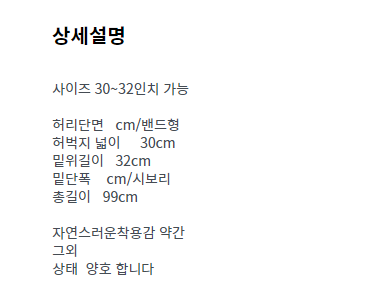 상세설명
사이즈 30~32인치 가능
허리단면 cm/밴드형
허벅지 넓이 30cm
밑위길이 32cm
밑단폭 cm/시보리
총길이 99cm
자연스러운착용감 약간
그외
상태 양호 합니다